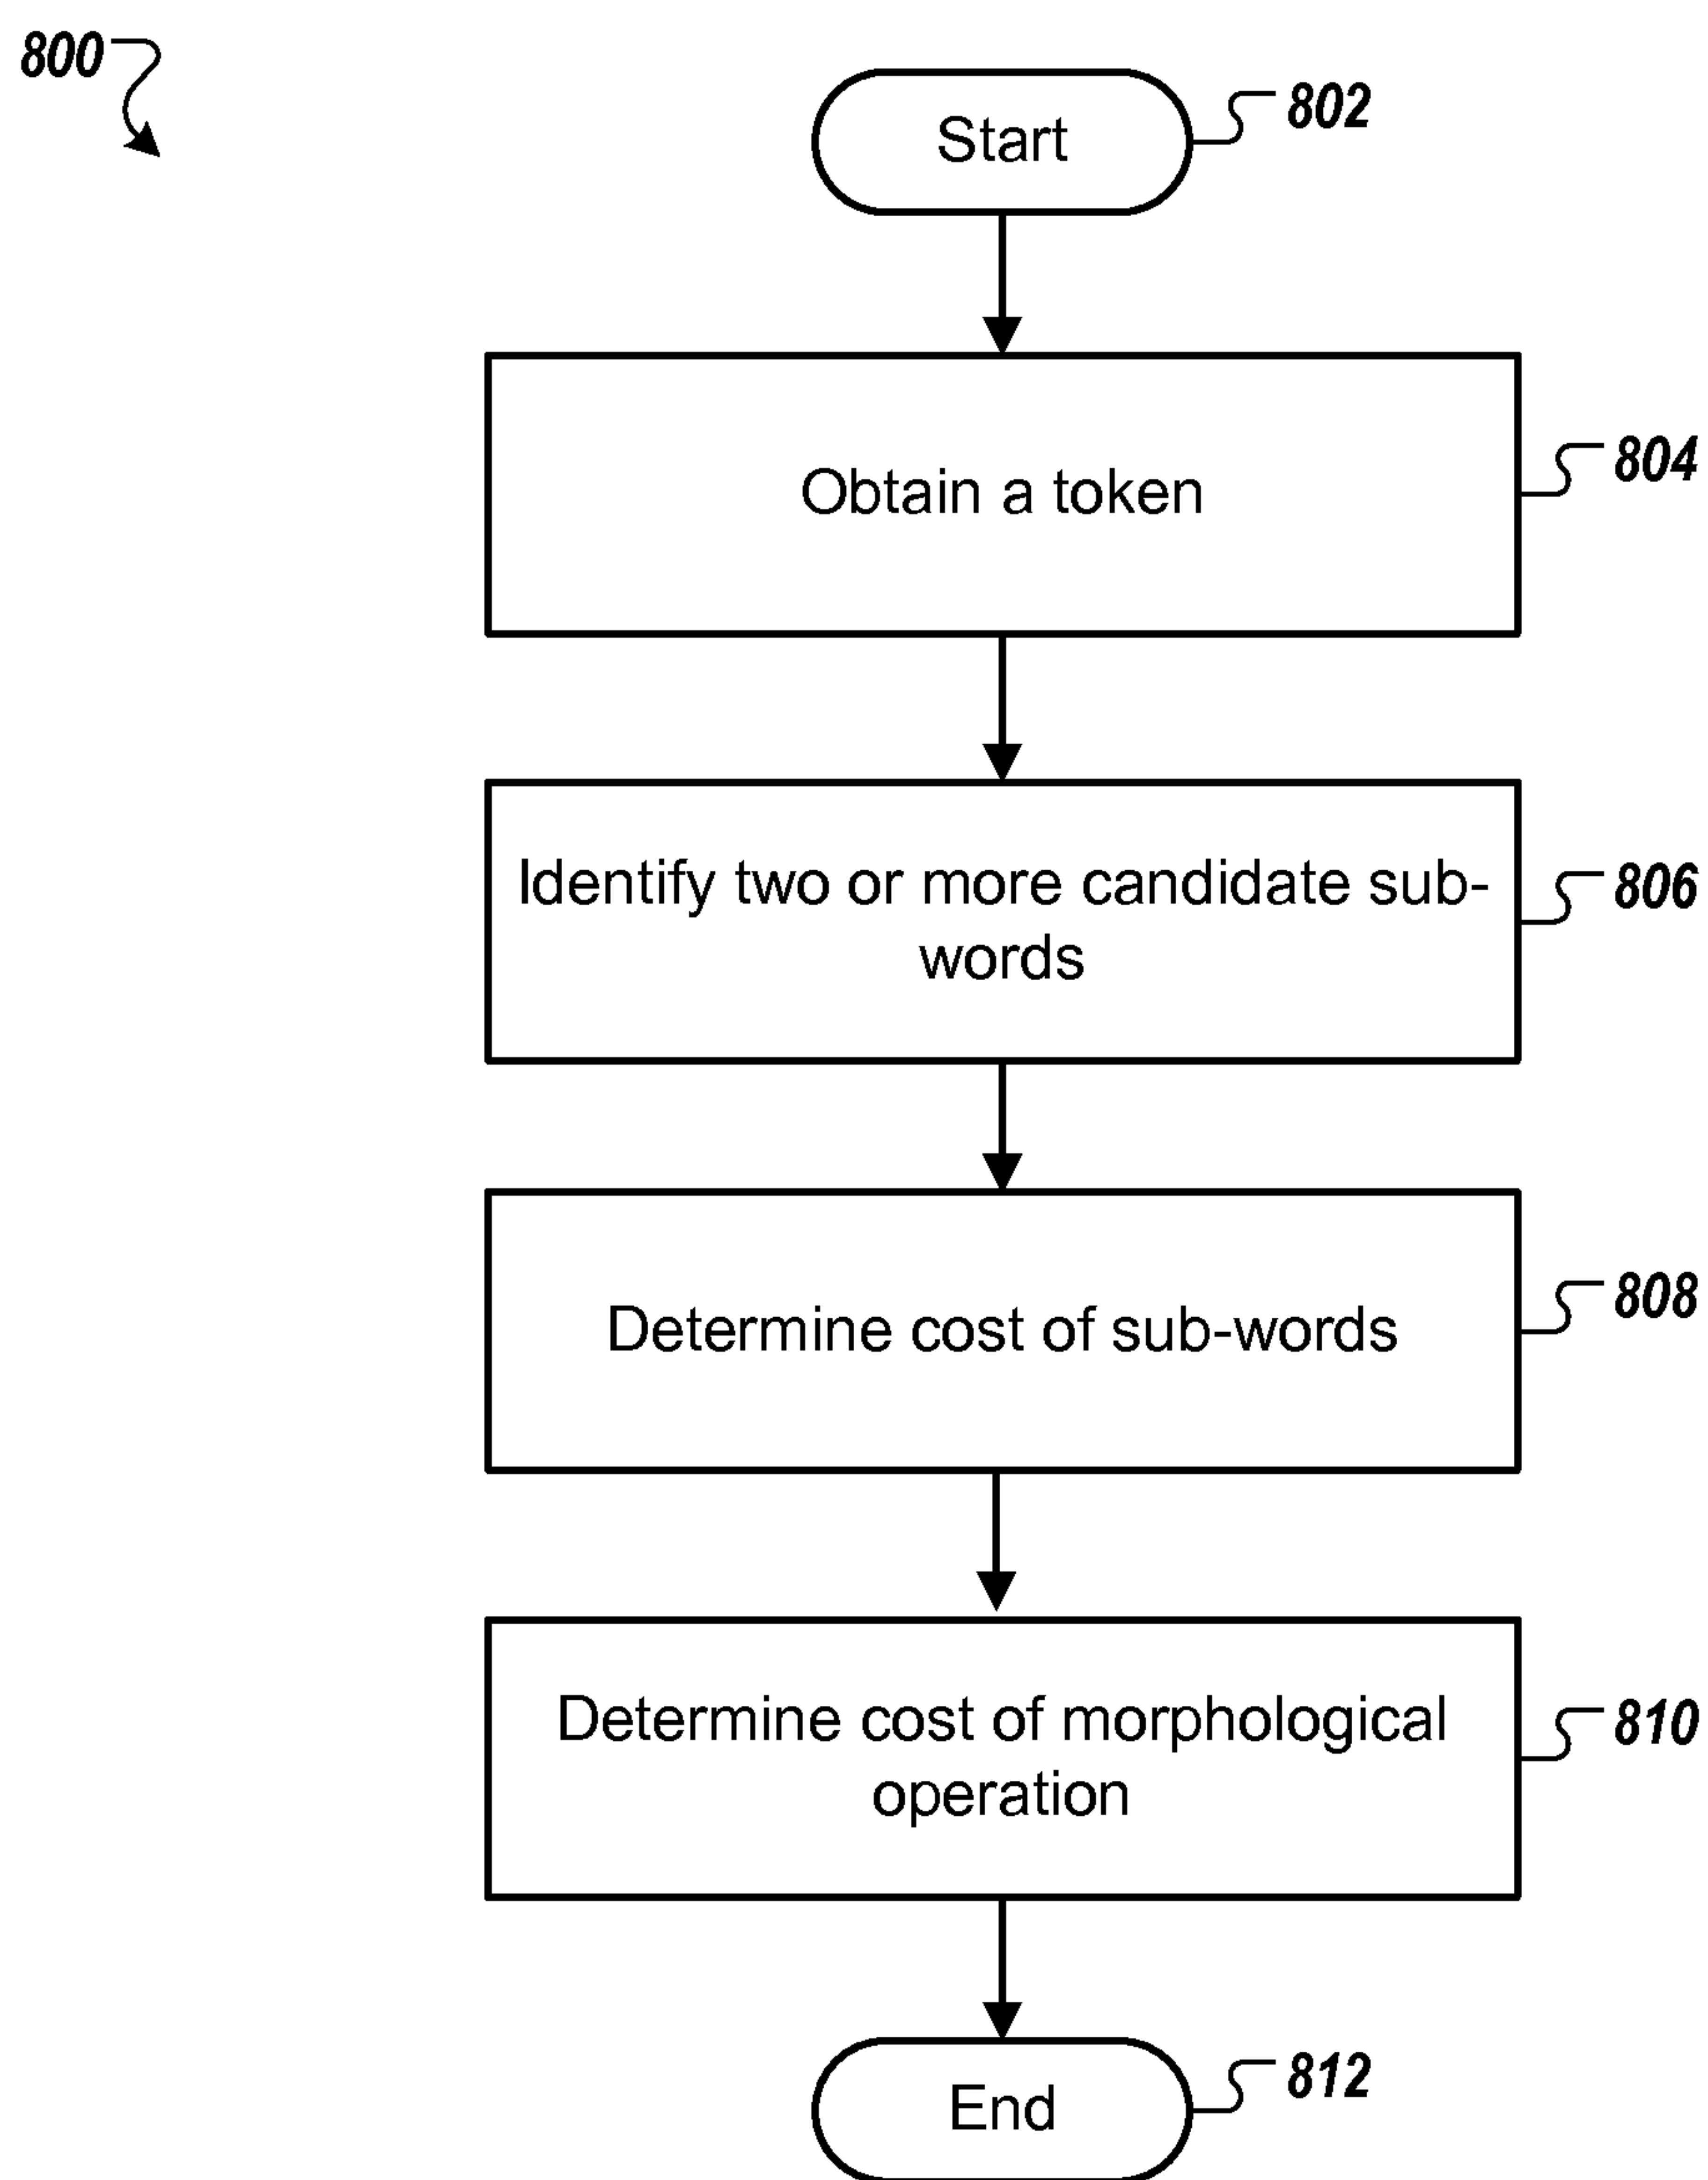 800
Start
802
Obtain a token
804
Identify two or more candidate sub-
words
806
Determine cost of sub-words
808
Determine cost of morphological
operation
810
End
812